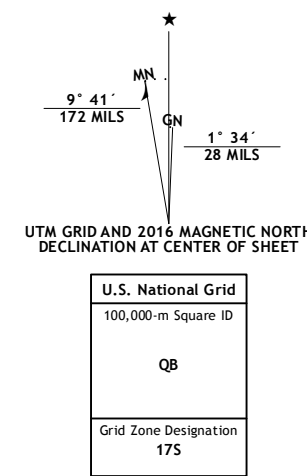 ★
MN
GN
9° 41´
172 MILS
1° 34´
28 MILS
UTM GRID AND 2016 MAGNETIC NORTH
DECLINATION AT CENTER OF SHEET
U.S. National Grid
100,000-m Square ID
QB
Grid Zone Designation
17S